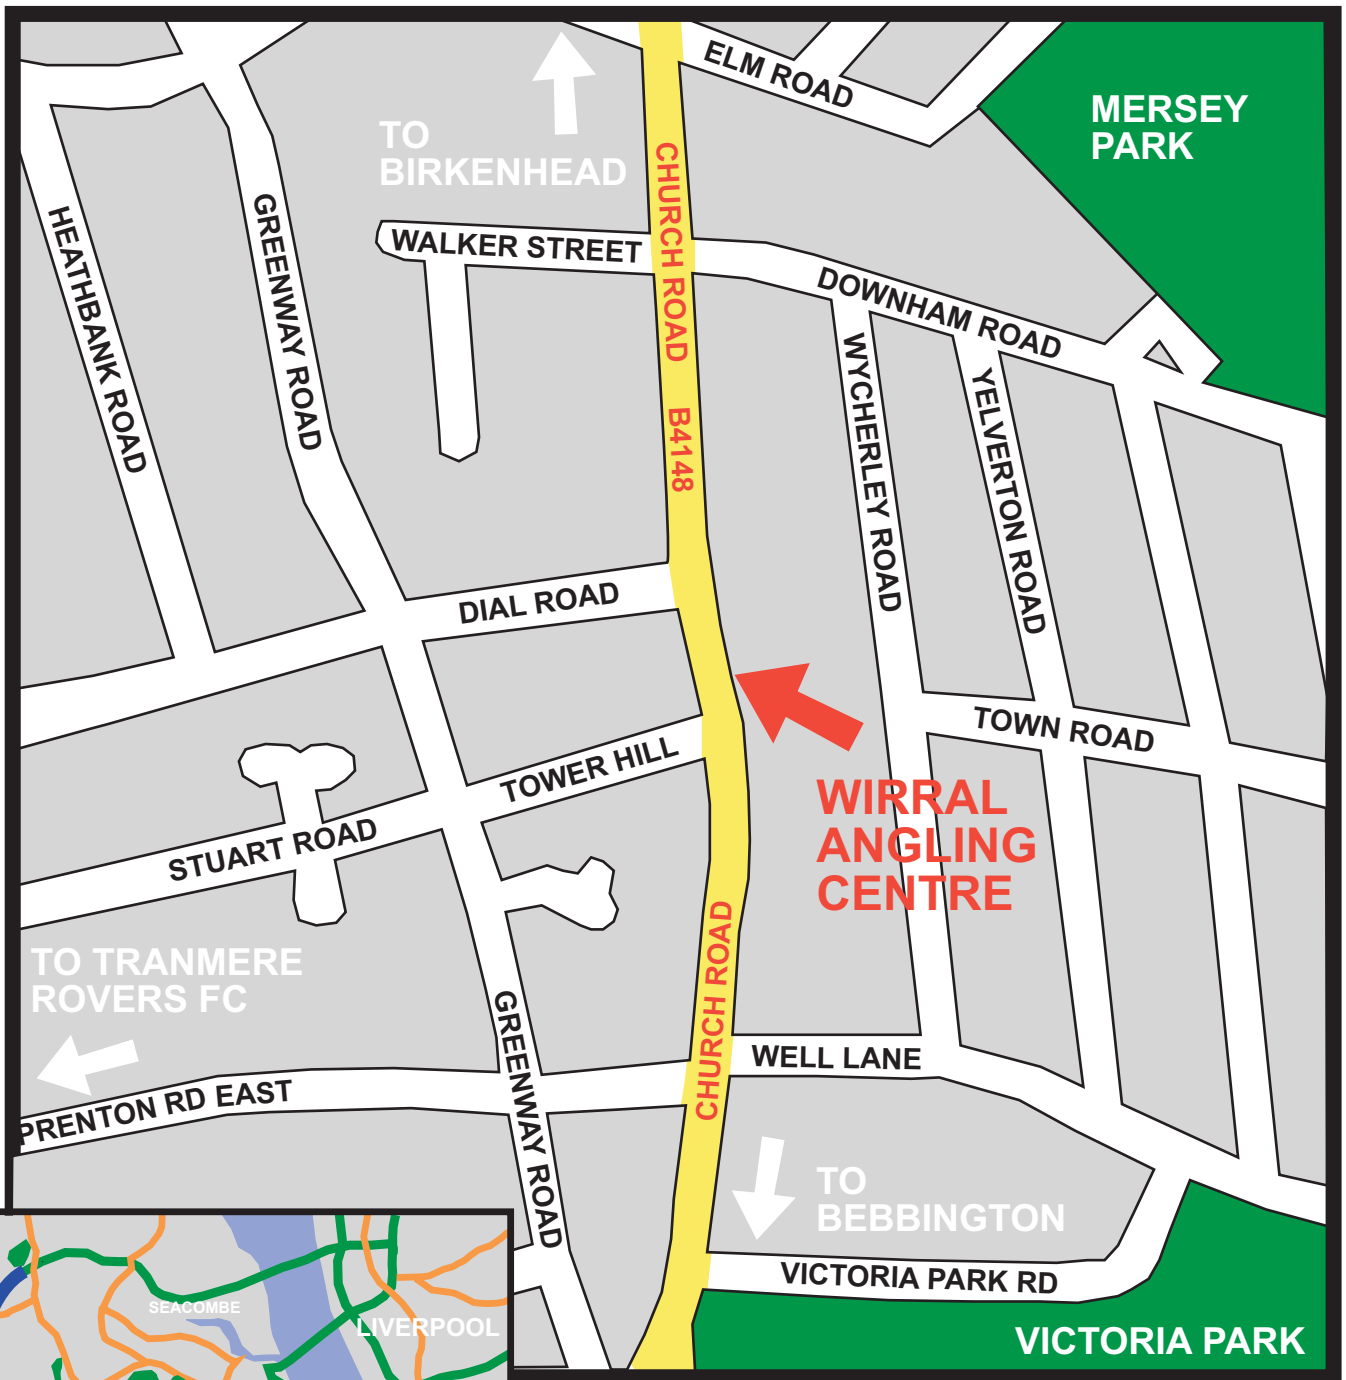 ELM ROAD
MERSEY
PARK
TO
BIRKENHEAD
CHURCH ROAD B4148
HEATHBANK ROAD
GREENWAY ROAD
WALKER STREET
DOWNHAM ROAD
WYCHERLEY ROAD
YELVERTON ROAD
DIAL ROAD
TOWN ROAD
TOWER HILL
WIRRAL
ANGLING
CENTRE
STUART ROAD
CHURCH ROAD
TO TRANMERE
ROVERS FC
GREENWAY ROAD
WELL LANE
PRENTON RD EAST
TO
BEBBINGTON
VICTORIA PARK RD
SEACOMBE
LIVERPOOL
VICTORIA PARK